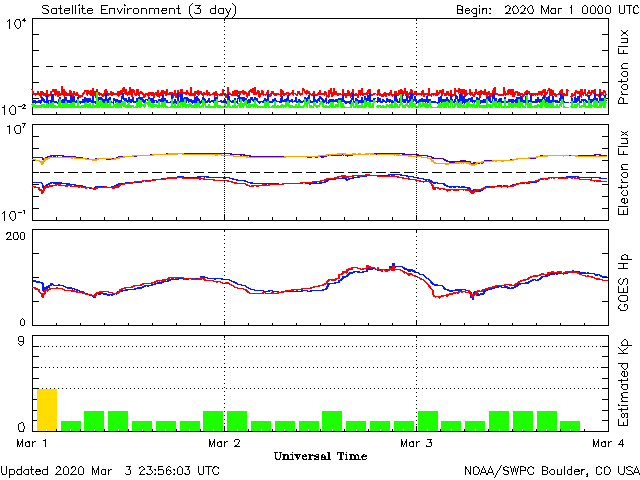 Satellite Environment (3 day)
Begin: 2020 Mar 1 0000 UTC
10⁴
Proton Flux
10⁻²
10⁷
Electron Flux
10⁻¹
200
GOES Hp
0
9
Estimated Kp
0
Mar 1
Mar 2
Mar 3
Mar 4
Universal Time
Updated 2020 Mar 3 23:56:03 UTC
NOAA/SWPC Boulder, CO USA